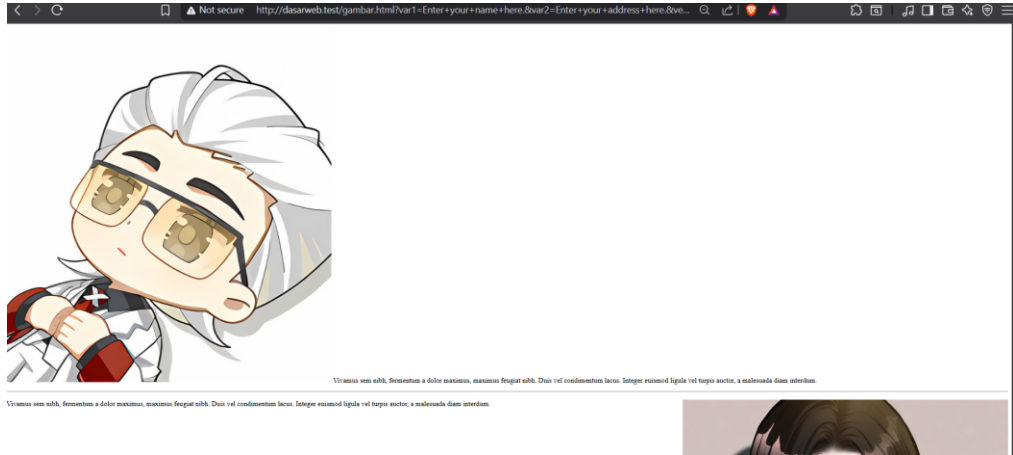 Not secure http://dasarweb.test/gambar.html?var1=Enter+your+name+here.&var2=Enter+your+address+here.&ve...
Vivamus sem nibh, fermentum a dolor maximus, maximus feugiat nibh. Duis vel condimentum lacus. Integer euismod ligula vel turpis auctor, a malesuada diam interdum.
Vivamus sem nibh, fermentum a dolor maximus, maximus feugiat nibh. Duis vel condimentum lacus. Integer euismod ligula vel turpis auctor, a malesuada diam interdum.